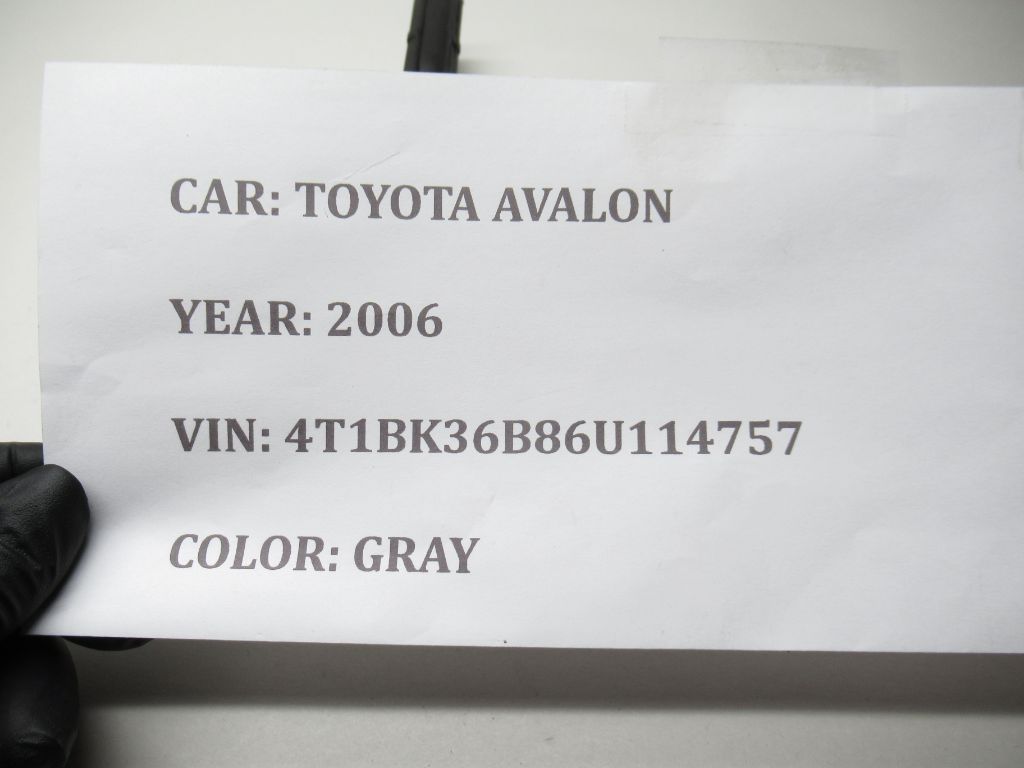 CAR: TOYOTA AVALON
YEAR: 2006
VIN: 4T1BK36B86U114757
COLOR: GRAY